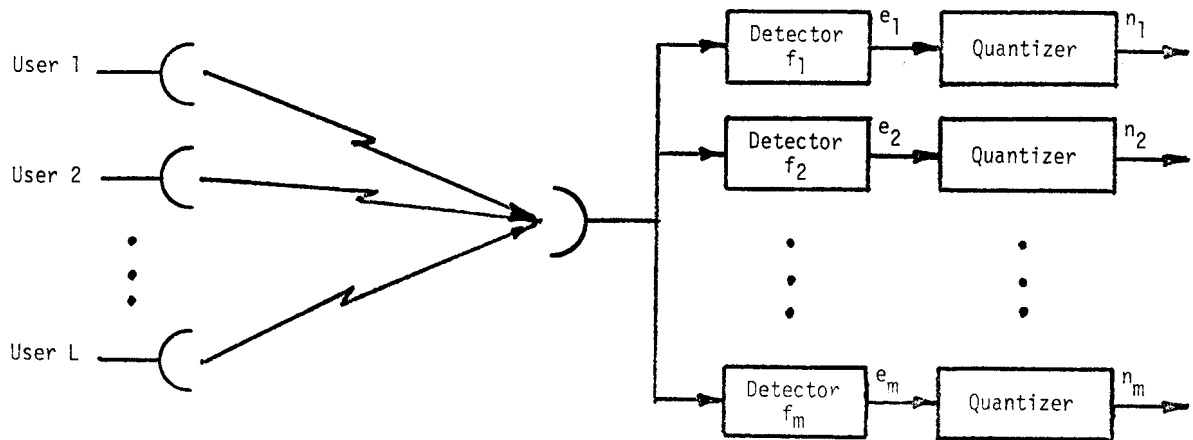 User 1
User 2
User L
Detector
f₁
e₁
Quantizer
n₁
Detector
f₂
e₂
Quantizer
n₂
Detector
fₘ
eₘ
Quantizer
nₘ